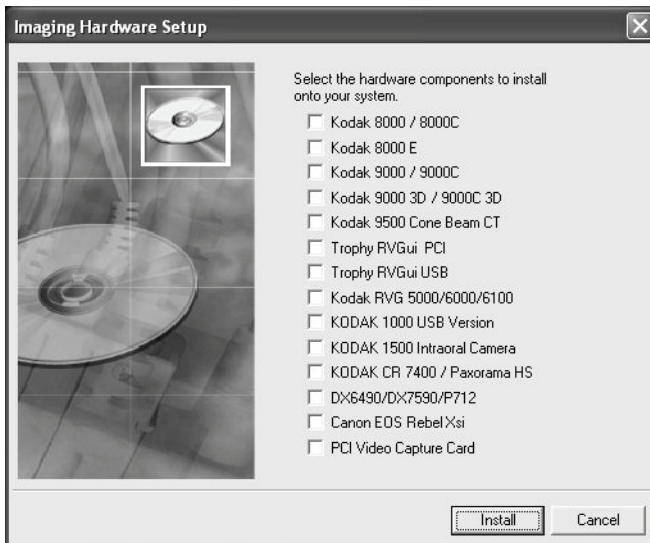 Imaging Hardware Setup
Select the hardware components to install
onto your system.
Kodak 8000 / 8000C
Kodak 8000 E
Kodak 9000 / 9000C
Kodak 9000 3D / 9000C 3D
Kodak 9500 Cone Beam CT
Trophy RVGui PCI
Trophy RVGui USB
Kodak RVG 5000/6000/6100
KODAK 1000 USB Version
KODAK 1500 Intraoral Camera
KODAK CR 7400 / Paxorama HS
DX6490/DX7590/P712
Canon EOS Rebel Xsi
PCI Video Capture Card
Install
Cancel